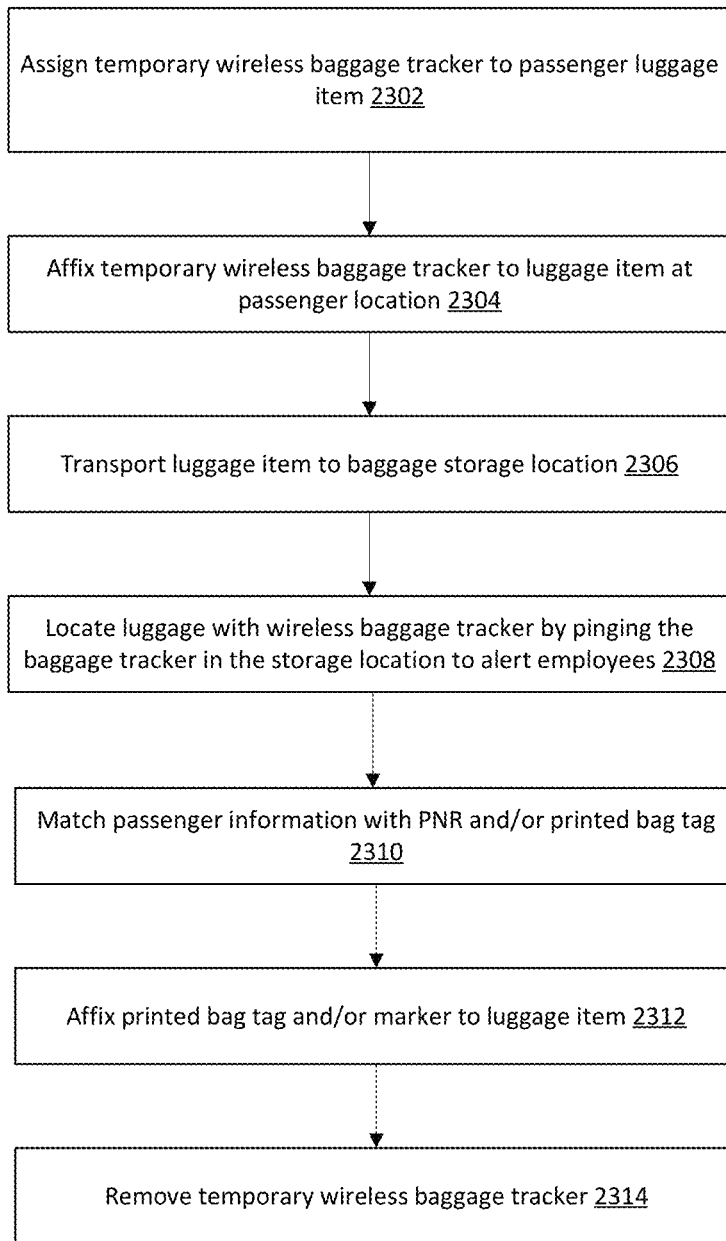 Assign temporary wireless baggage tracker to passenger luggage
item 2302
Affix temporary wireless baggage tracker to luggage item at
passenger location 2304
Transport luggage item to baggage storage location 2306
Locate luggage with wireless baggage tracker by pinging the
baggage tracker in the storage location to alert employees 2308
Match passenger information with PNR and/or printed bag tag
2310
Affix printed bag tag and/or marker to luggage item 2312
Remove temporary wireless baggage tracker 2314